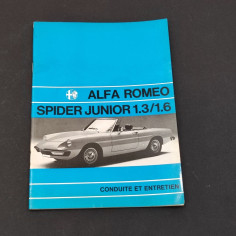 ALFA ROMEO
SPIDER JUNIOR 1.3/1.6
CONDUITE ET ENTRETIEN